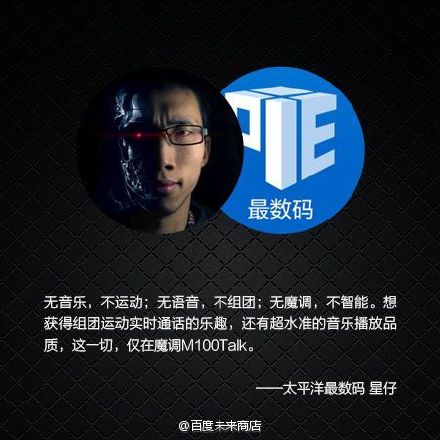 PIE
最数码
无音乐，不运动；无语音，不组团；无魔调，不智能。想
获得组团运动实时通话的乐趣，还有超水准的音乐播放品
质，这一切，仅在魔调M100Talk。
——太平洋最数码 星仔
@百度未来商店